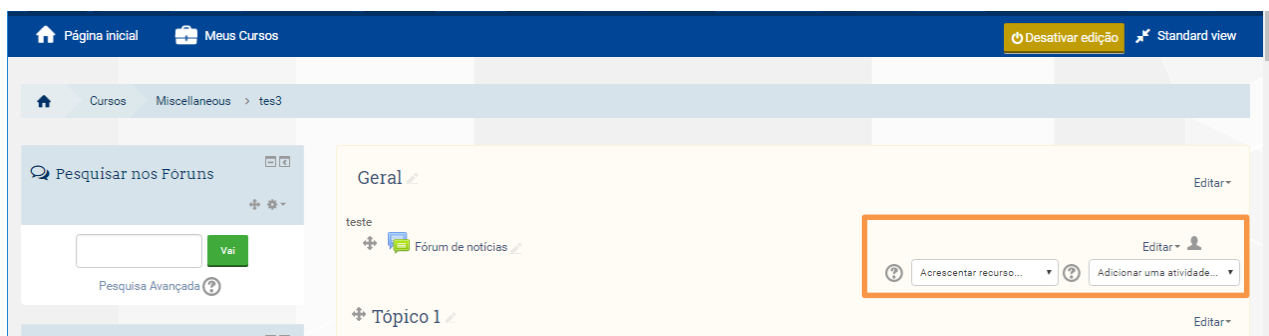 Página inicial Meus Cursos Desativar edição Standard view
Cursos Miscellaneous > tes3
Pesquisar nos Fóruns
Vai
Pesquisa Avançada ?
Geral Editar
teste
Fórum de notícias Editar
? Acrescentar recurso... ? Adicionar uma atividade...
Tópico 1 Editar